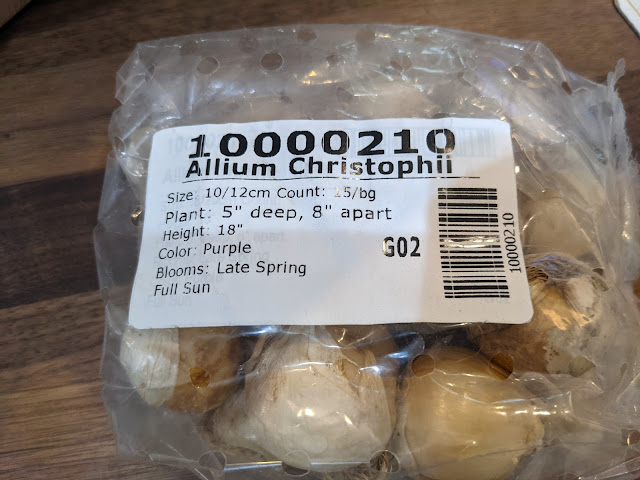 10000210
Allium Christophii
Size: 10/12cm Count: 15/bg
Plant: 5" deep, 8" apart
Height: 18"
Color: Purple
G02
Blooms: Late Spring
Full Sun
10000210